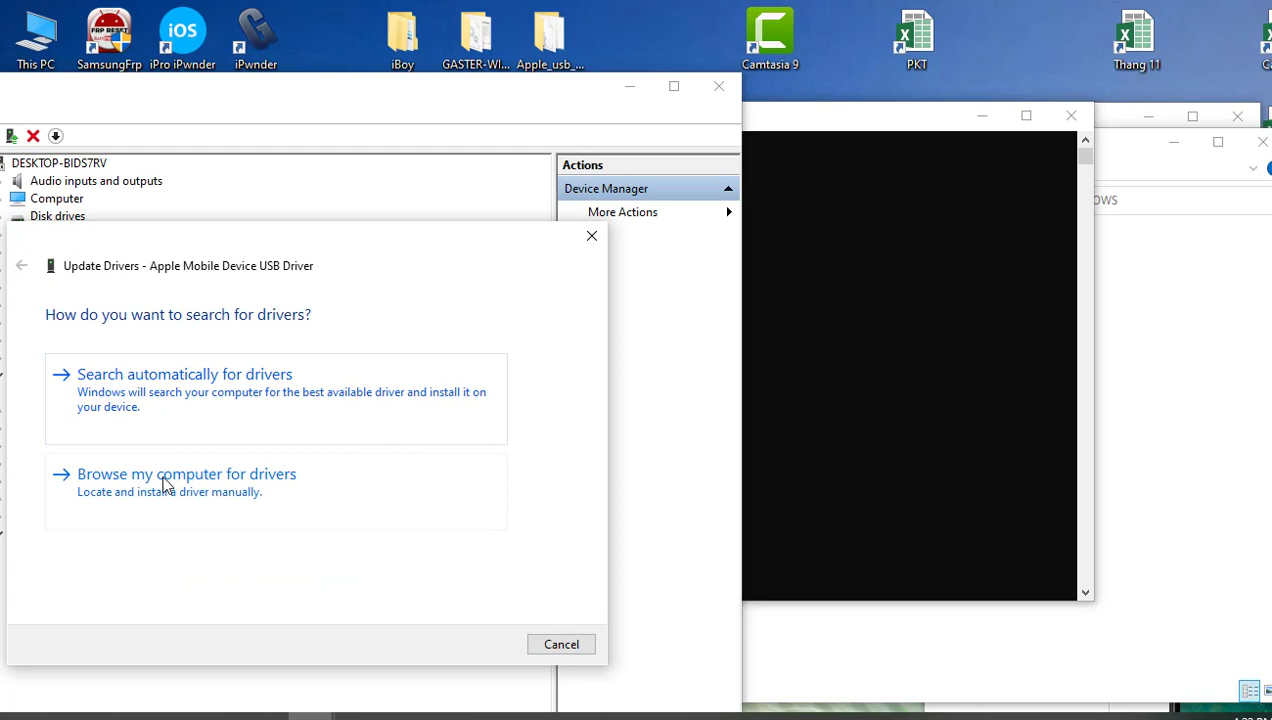 FRP RESET
iOS
This PC
SamsungFrp
iPro iPwnder
iPwnder
iBoy
GASTER-WI...
Apple_usb_...
Camtasia 9
PKT
Thang 11
DESKTOP-BIDS7RV
Audio inputs and outputs
Computer
Disk drives
Actions
Device Manager
More Actions
OWS
Update Drivers - Apple Mobile Device USB Driver
How do you want to search for drivers?
Search automatically for drivers
Windows will search your computer for the best available driver and install it on
your device.
Browse my computer for drivers
Locate and install a driver manually.
Cancel